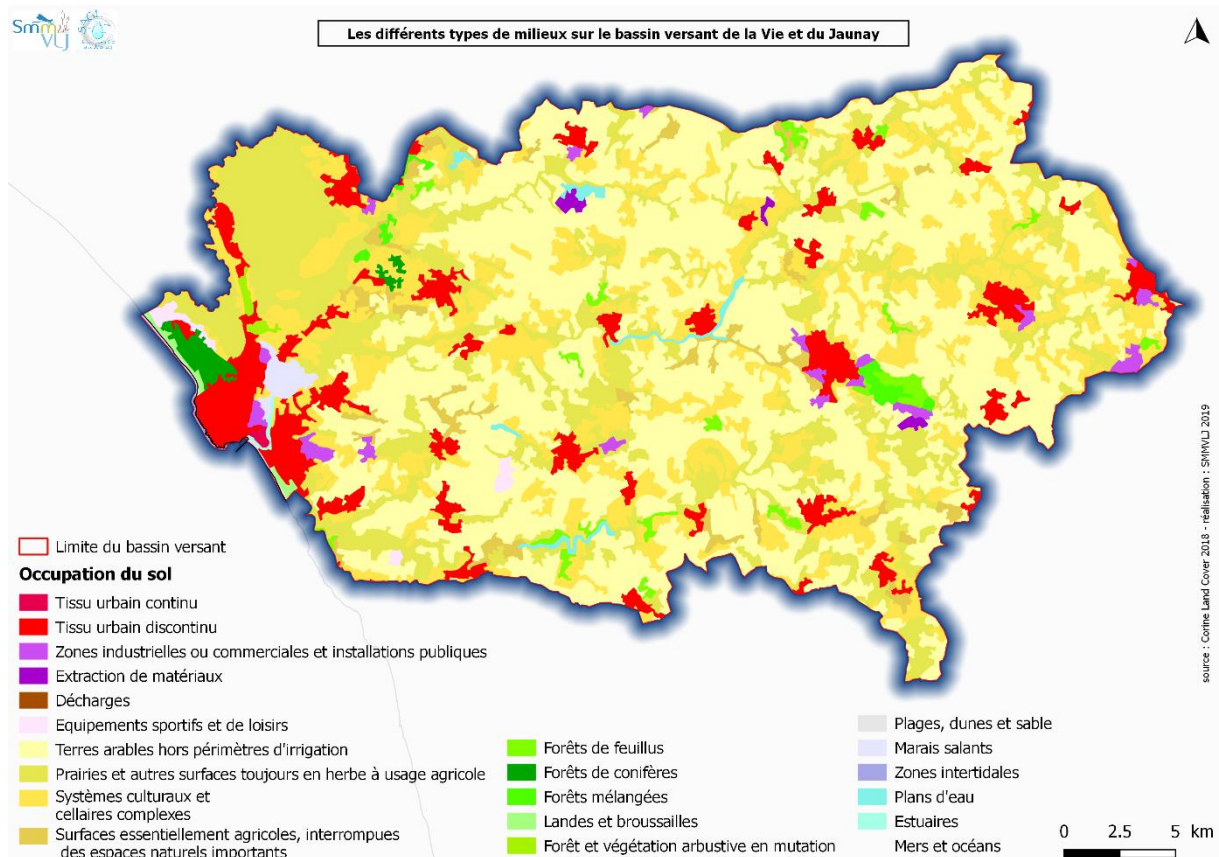 Smm
VLJ
Les différents types de milieux sur le bassin versant de la Vie et du Jaunay
source : Corine Land Cover 2018 - réalisation : SMMVLJ 2019
Limite du bassin versant
Occupation du sol
Tissu urbain continu
Tissu urbain discontinu
Zones industrielles ou commerciales et installations publiques
Extraction de matériaux
Décharges
Equipements sportifs et de loisirs
Terres arables hors périmètres d'irrigation
Prairies et autres surfaces toujours en herbe à usage agricole
Systèmes culturaux et
cellaires complexes
Surfaces essentiellement agricoles, interrompues
des espaces naturels importants
Forêts de feuillus
Forêts de conifères
Forêts mélangées
Landes et broussailles
Forêt et végétation arbustive en mutation
Plages, dunes et sable
Marais salants
Zones intertidales
Plans d'eau
Estuaires
Mers et océans
0 2.5 5 km